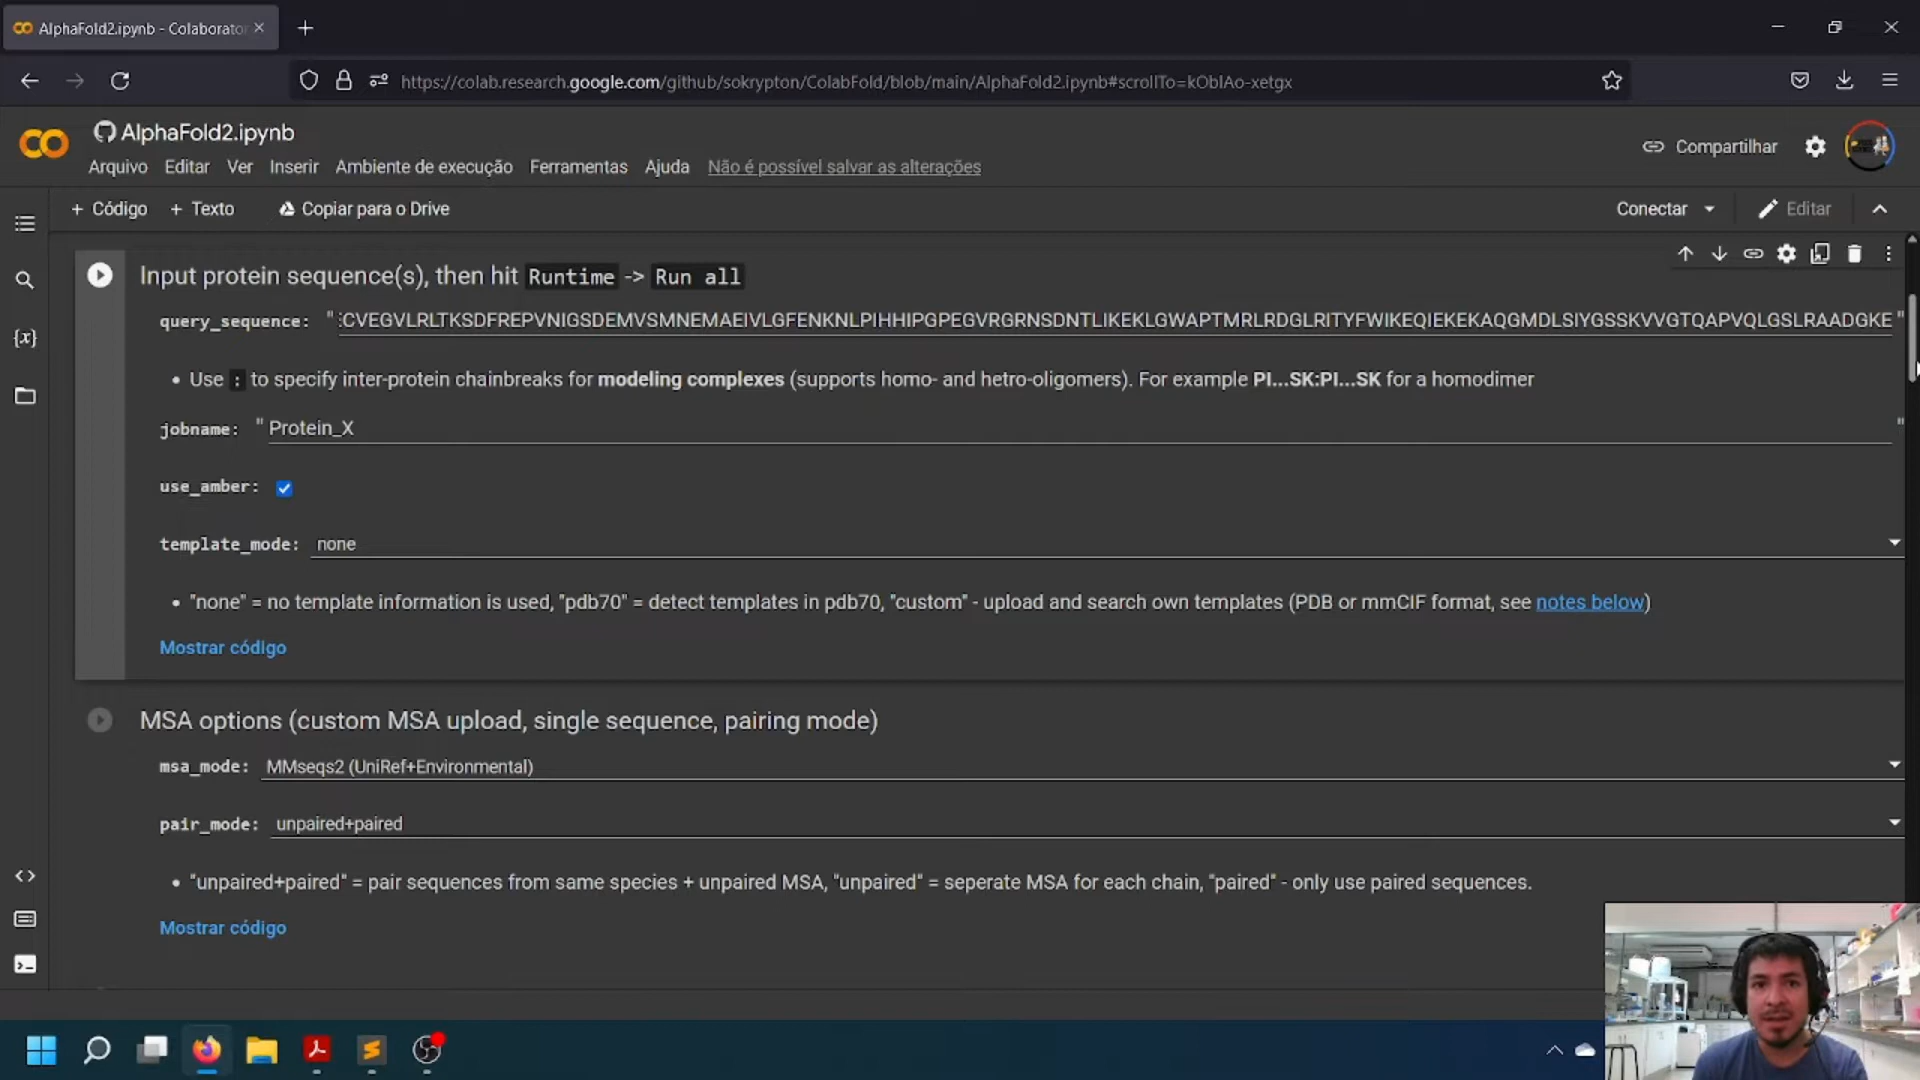 AlphaFold2.ipynb - Colaborator
https://colab.research.google.com/github/sokrypton/ColabFold/blob/main/AlphaFold2.ipynb#scrollTo=kOblAo-xetgx
AlphaFold2.ipynb
Compartilhar
Arquivo Editar Ver Inserir Ambiente de execução Ferramentas Ajuda Não é possível salvar as alterações
+ Código + Texto Copiar para o Drive Conectar Editar
Input protein sequence(s), then hit Runtime -> Run all
query_sequence: " CVEGVLRLTKSDFREPVNIGSDEMVSMNEMAEIVLGFENKNLPIHHIPGPEGVRGRNSDNTLIKEKLGWAPTMRLRDGLRITYFWIKEQIEKEKAQGMDLSIYGSSKVVGTQAPVQLGSLRAADGKE "
• Use : to specify inter-protein chainbreaks for modeling complexes (supports homo- and hetro-oligomers). For example PI...SK:PI...SK for a homodimer
jobname: " Protein_X "
use_amber:
template_mode: none
• "none" = no template information is used, "pdb70" = detect templates in pdb70, "custom" - upload and search own templates (PDB or mmCIF format, see notes below)
Mostrar código
MSA options (custom MSA upload, single sequence, pairing mode)
msa_mode: MMseqs2 (UniRef+Environmental)
pair_mode: unpaired+paired
• "unpaired+paired" = pair sequences from same species + unpaired MSA, "unpaired" = seperate MSA for each chain, "paired" - only use paired sequences.
Mostrar código